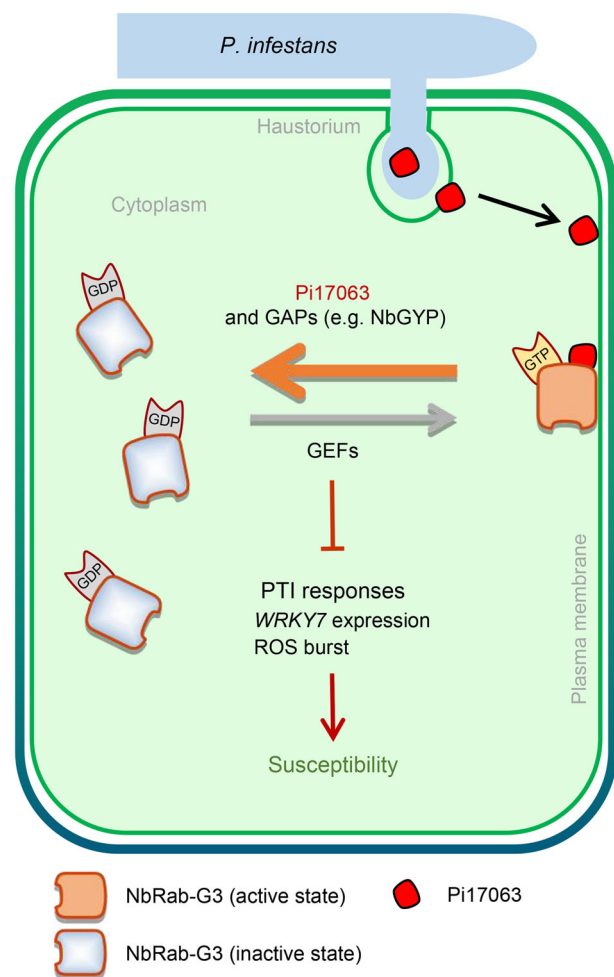 P. infestans
Haustorium
Cytoplasm
GDP
Pi17063
and GAPs (e.g. NbGYP)
GTP
GDP
GEFs
GDP
PTI responses
WRKY7 expression
ROS burst
Plasma membrane
Susceptibility
NbRab-G3 (active state)
Pi17063
NbRab-G3 (inactive state)